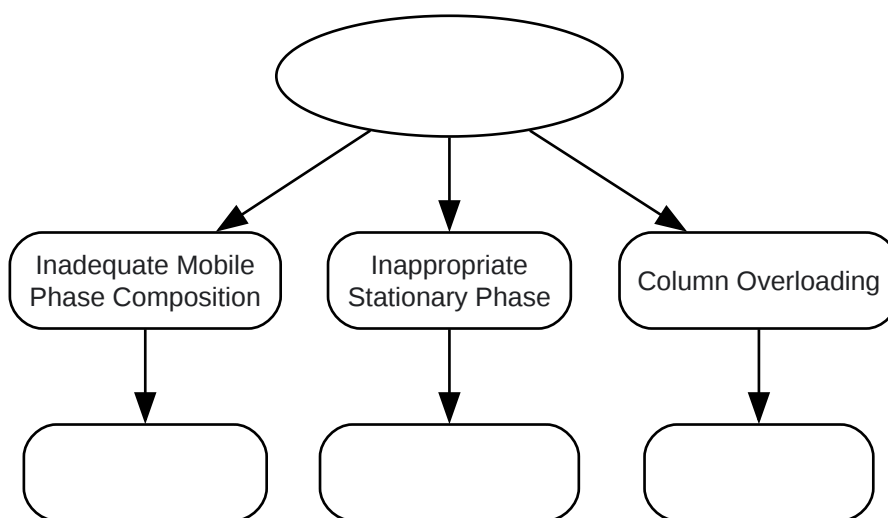 Inadequate Mobile
Phase Composition
Inappropriate
Stationary Phase
Column Overloading